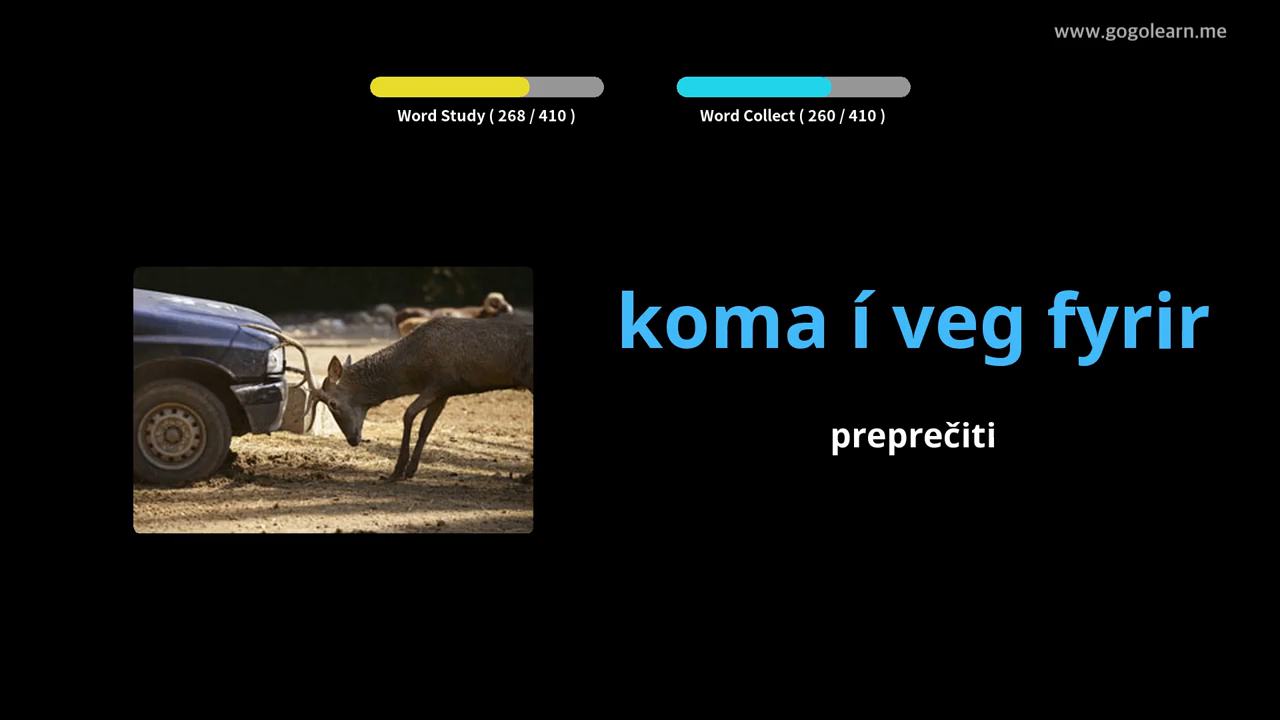 www.gogolearn.me
Word Study ( 268 / 410 )
Word Collect ( 260 / 410 )
koma í veg fyrir
preprečiti